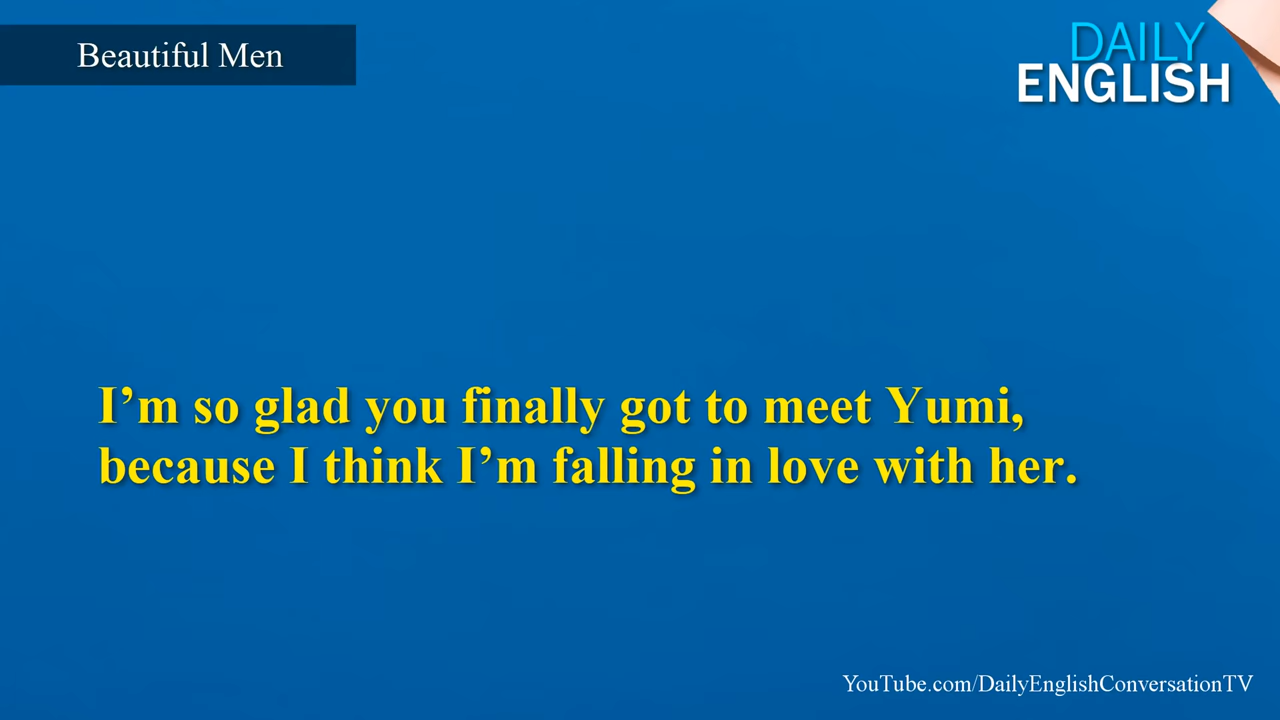 Beautiful Men
DAILY
ENGLISH
I’m so glad you finally got to meet Yumi,
because I think I’m falling in love with her.
YouTube.com/DailyEnglishConversationTV